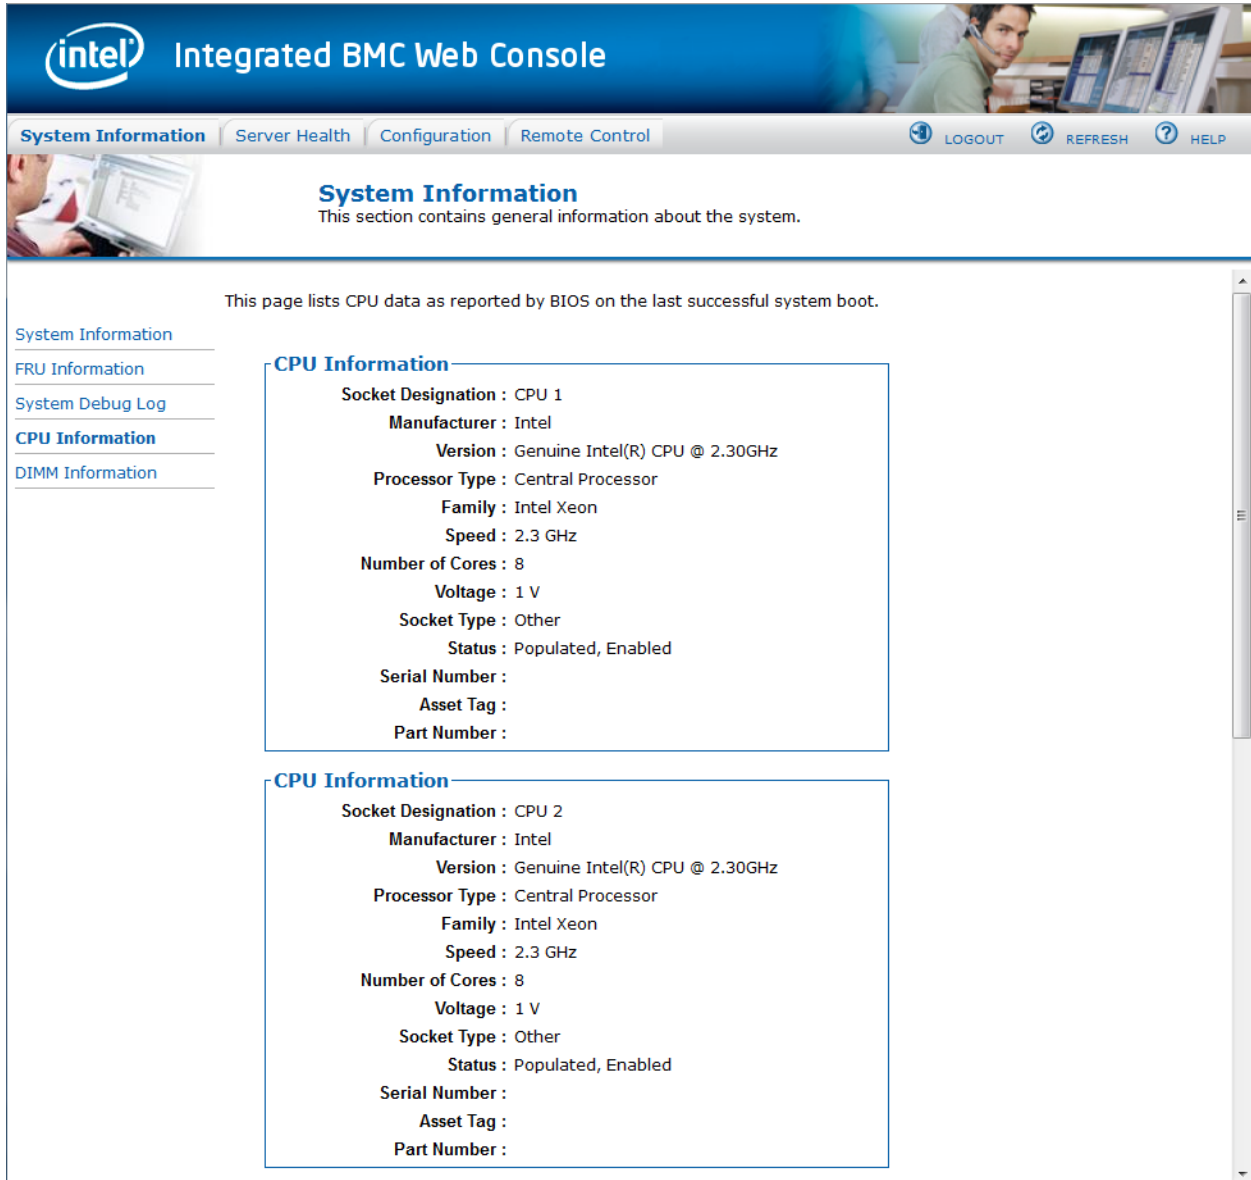 intel Integrated BMC Web Console
System Information Server Health Configuration Remote Control LOGOUT REFRESH HELP
System Information
This section contains general information about the system.
This page lists CPU data as reported by BIOS on the last successful system boot.
System Information
FRU Information
System Debug Log
CPU Information
DIMM Information
CPU Information
Socket Designation : CPU 1
Manufacturer : Intel
Version : Genuine Intel(R) CPU @ 2.30GHz
Processor Type : Central Processor
Family : Intel Xeon
Speed : 2.3 GHz
Number of Cores : 8
Voltage : 1 V
Socket Type : Other
Status : Populated, Enabled
Serial Number :
Asset Tag :
Part Number :
CPU Information
Socket Designation : CPU 2
Manufacturer : Intel
Version : Genuine Intel(R) CPU @ 2.30GHz
Processor Type : Central Processor
Family : Intel Xeon
Speed : 2.3 GHz
Number of Cores : 8
Voltage : 1 V
Socket Type : Other
Status : Populated, Enabled
Serial Number :
Asset Tag :
Part Number :